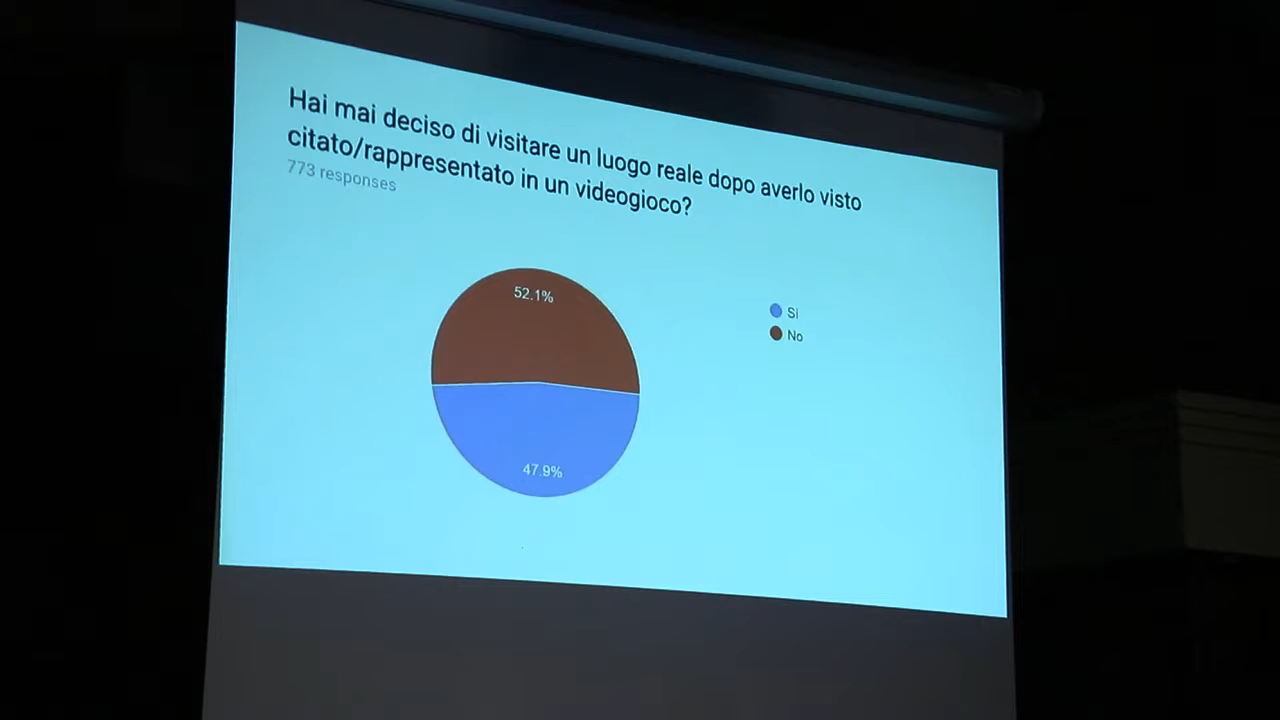 Hai mai deciso di visitare un luogo reale dopo averlo visto
citato/rappresentato in un videogioco?
773 responses
52.1%
47.9%
Sì
No